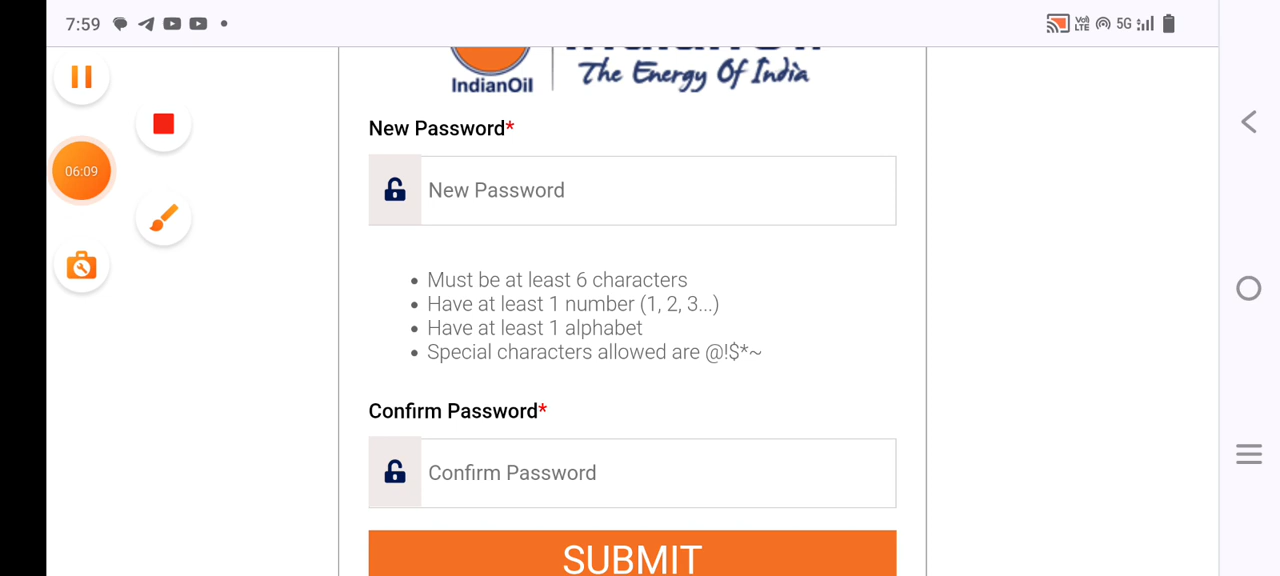 7:59
VoLTE 5G
IndianOil
The Energy Of India
06:09
New Password*
New Password
Must be at least 6 characters
Have at least 1 number (1, 2, 3...)
Have at least 1 alphabet
Special characters allowed are @!$*~
Confirm Password*
Confirm Password
SUBMIT